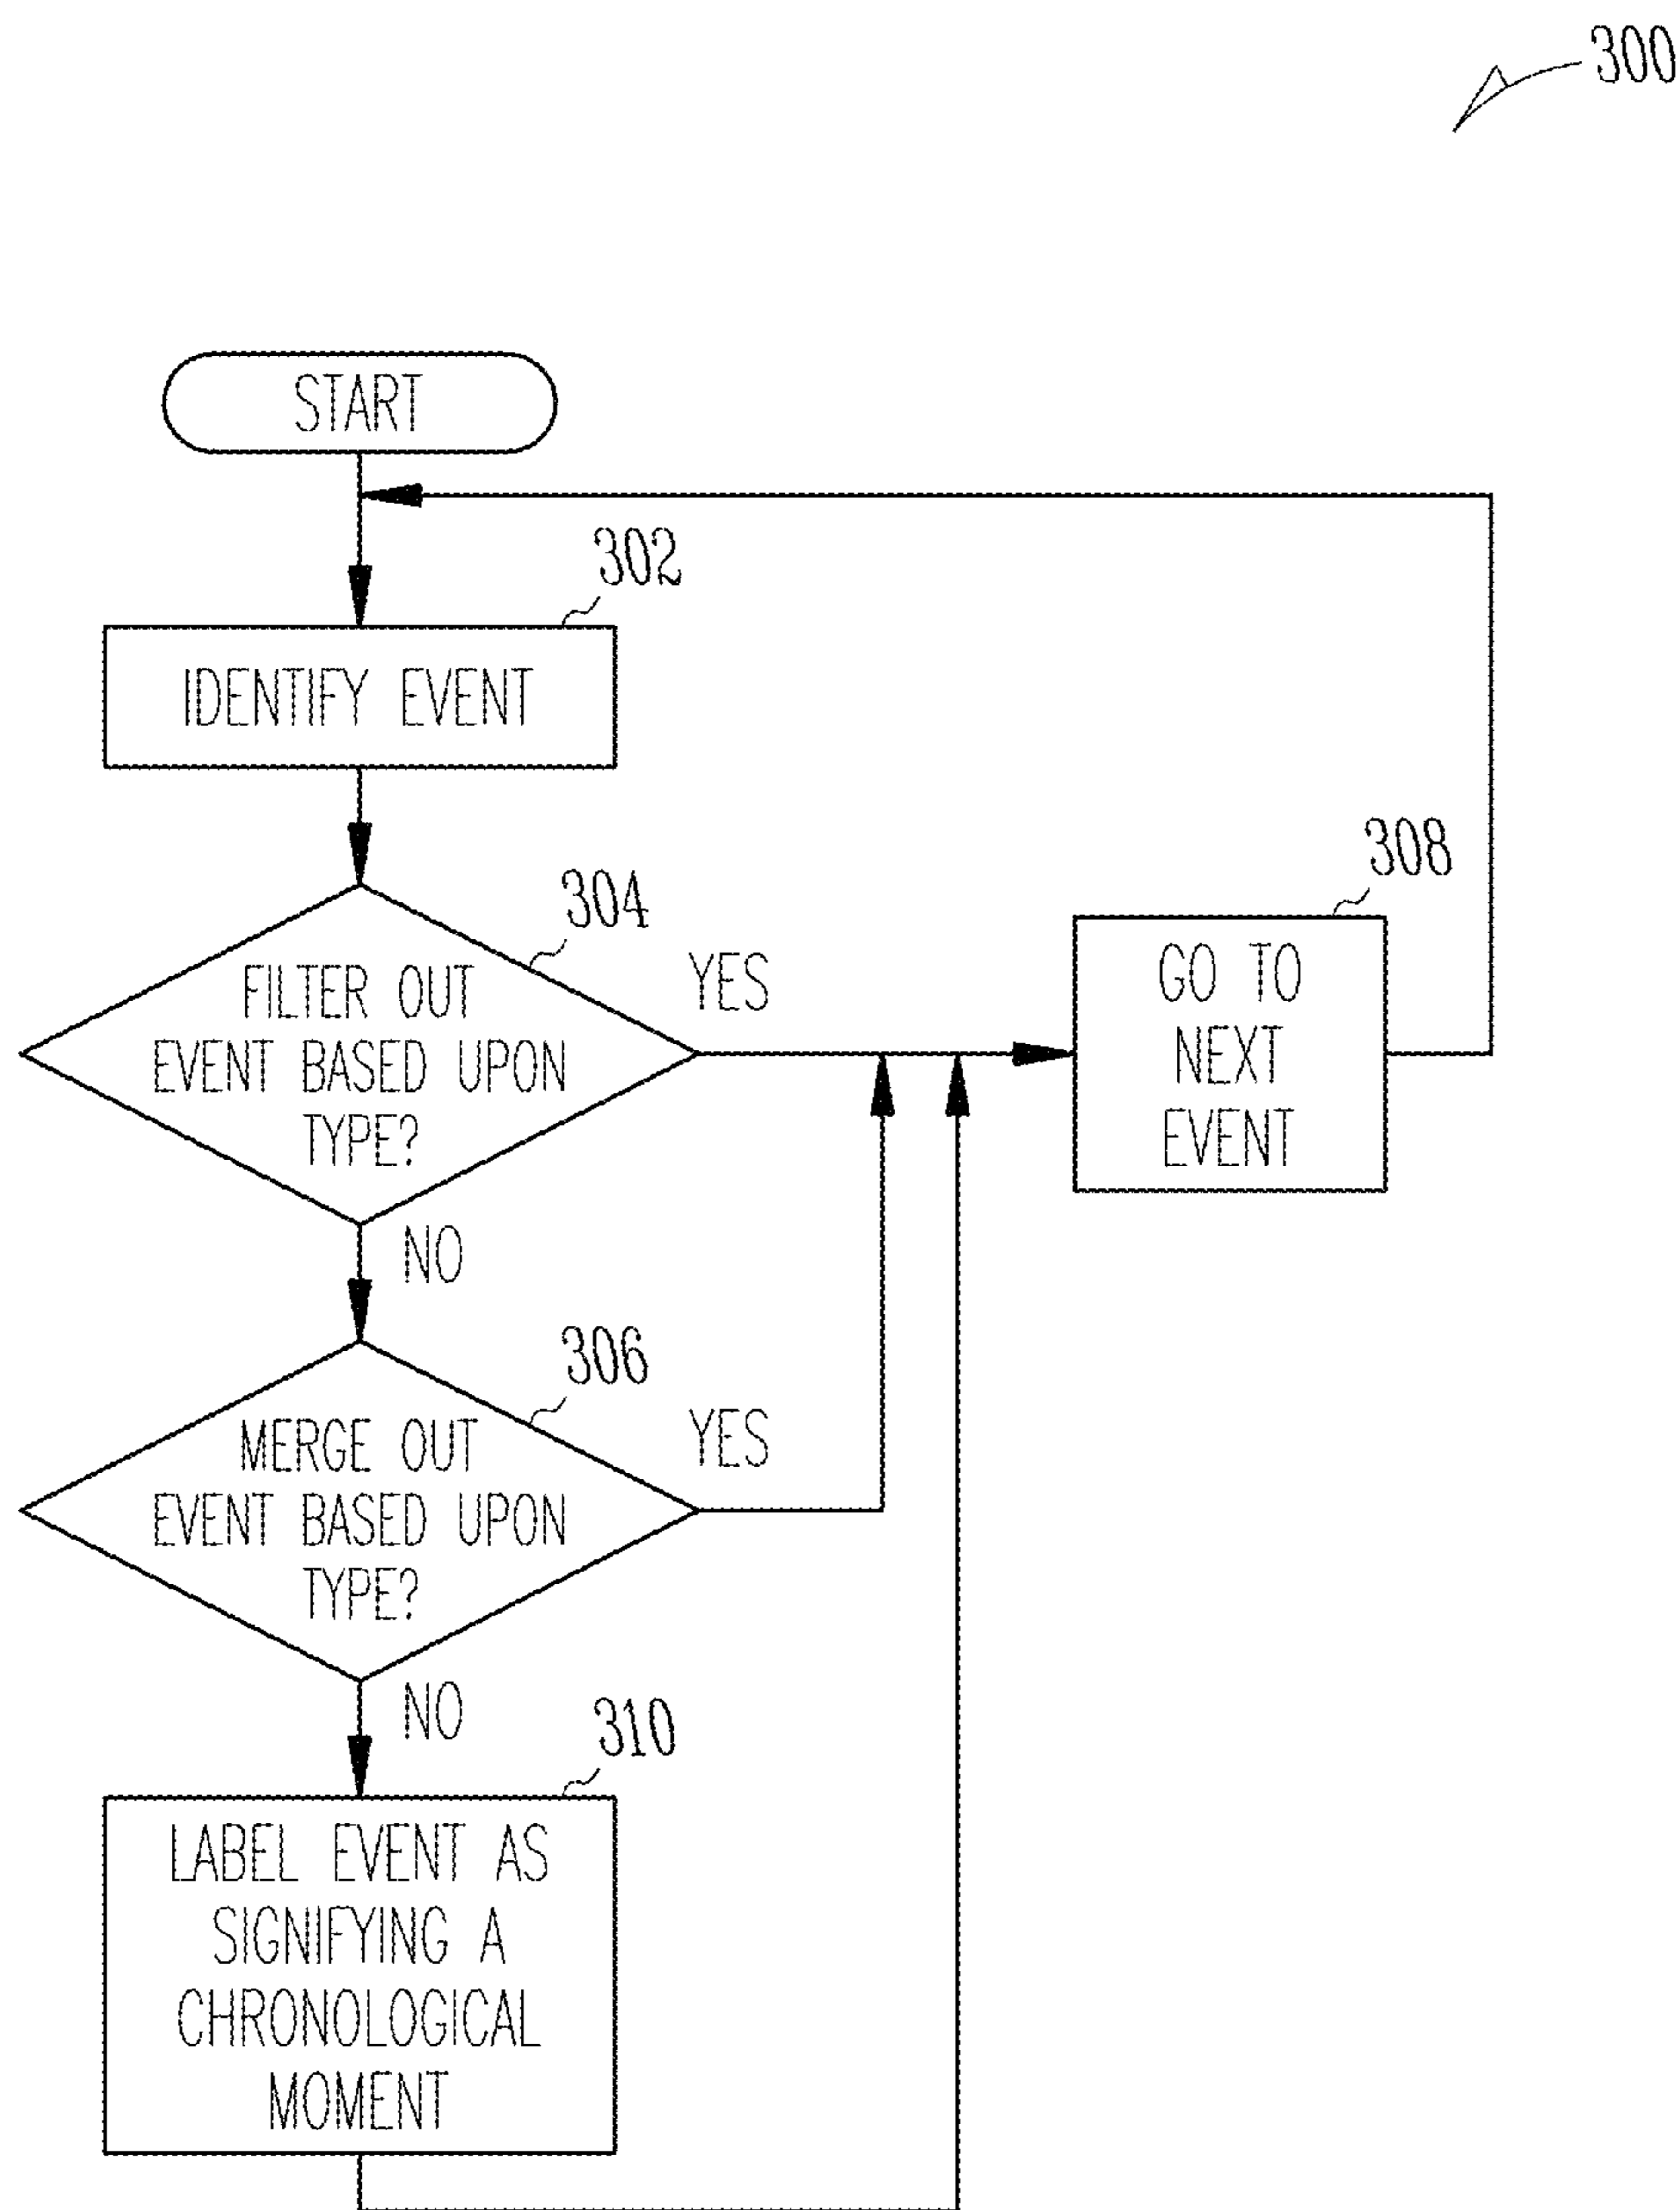 300
START
302
IDENTIFY EVENT
304
FILTER OUT
EVENT BASED UPON
TYPE?
YES
308
GO TO
NEXT
EVENT
NO
306
MERGE OUT
EVENT BASED UPON
TYPE?
YES
NO
310
LABEL EVENT AS
SIGNIFYING A
CHRONOLOGICAL
MOMENT